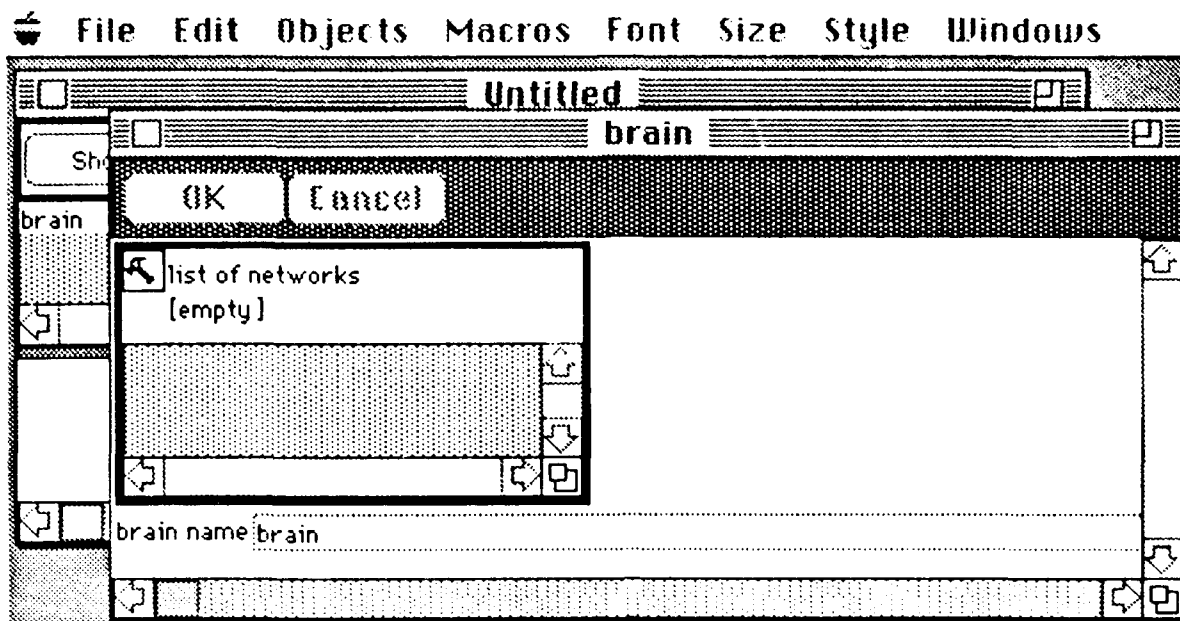 File Edit Objects Macros Font Size Style Windows
Untitled
brain
Sho
OK Cancel
brain
list of networks
[empty]
brain name brain